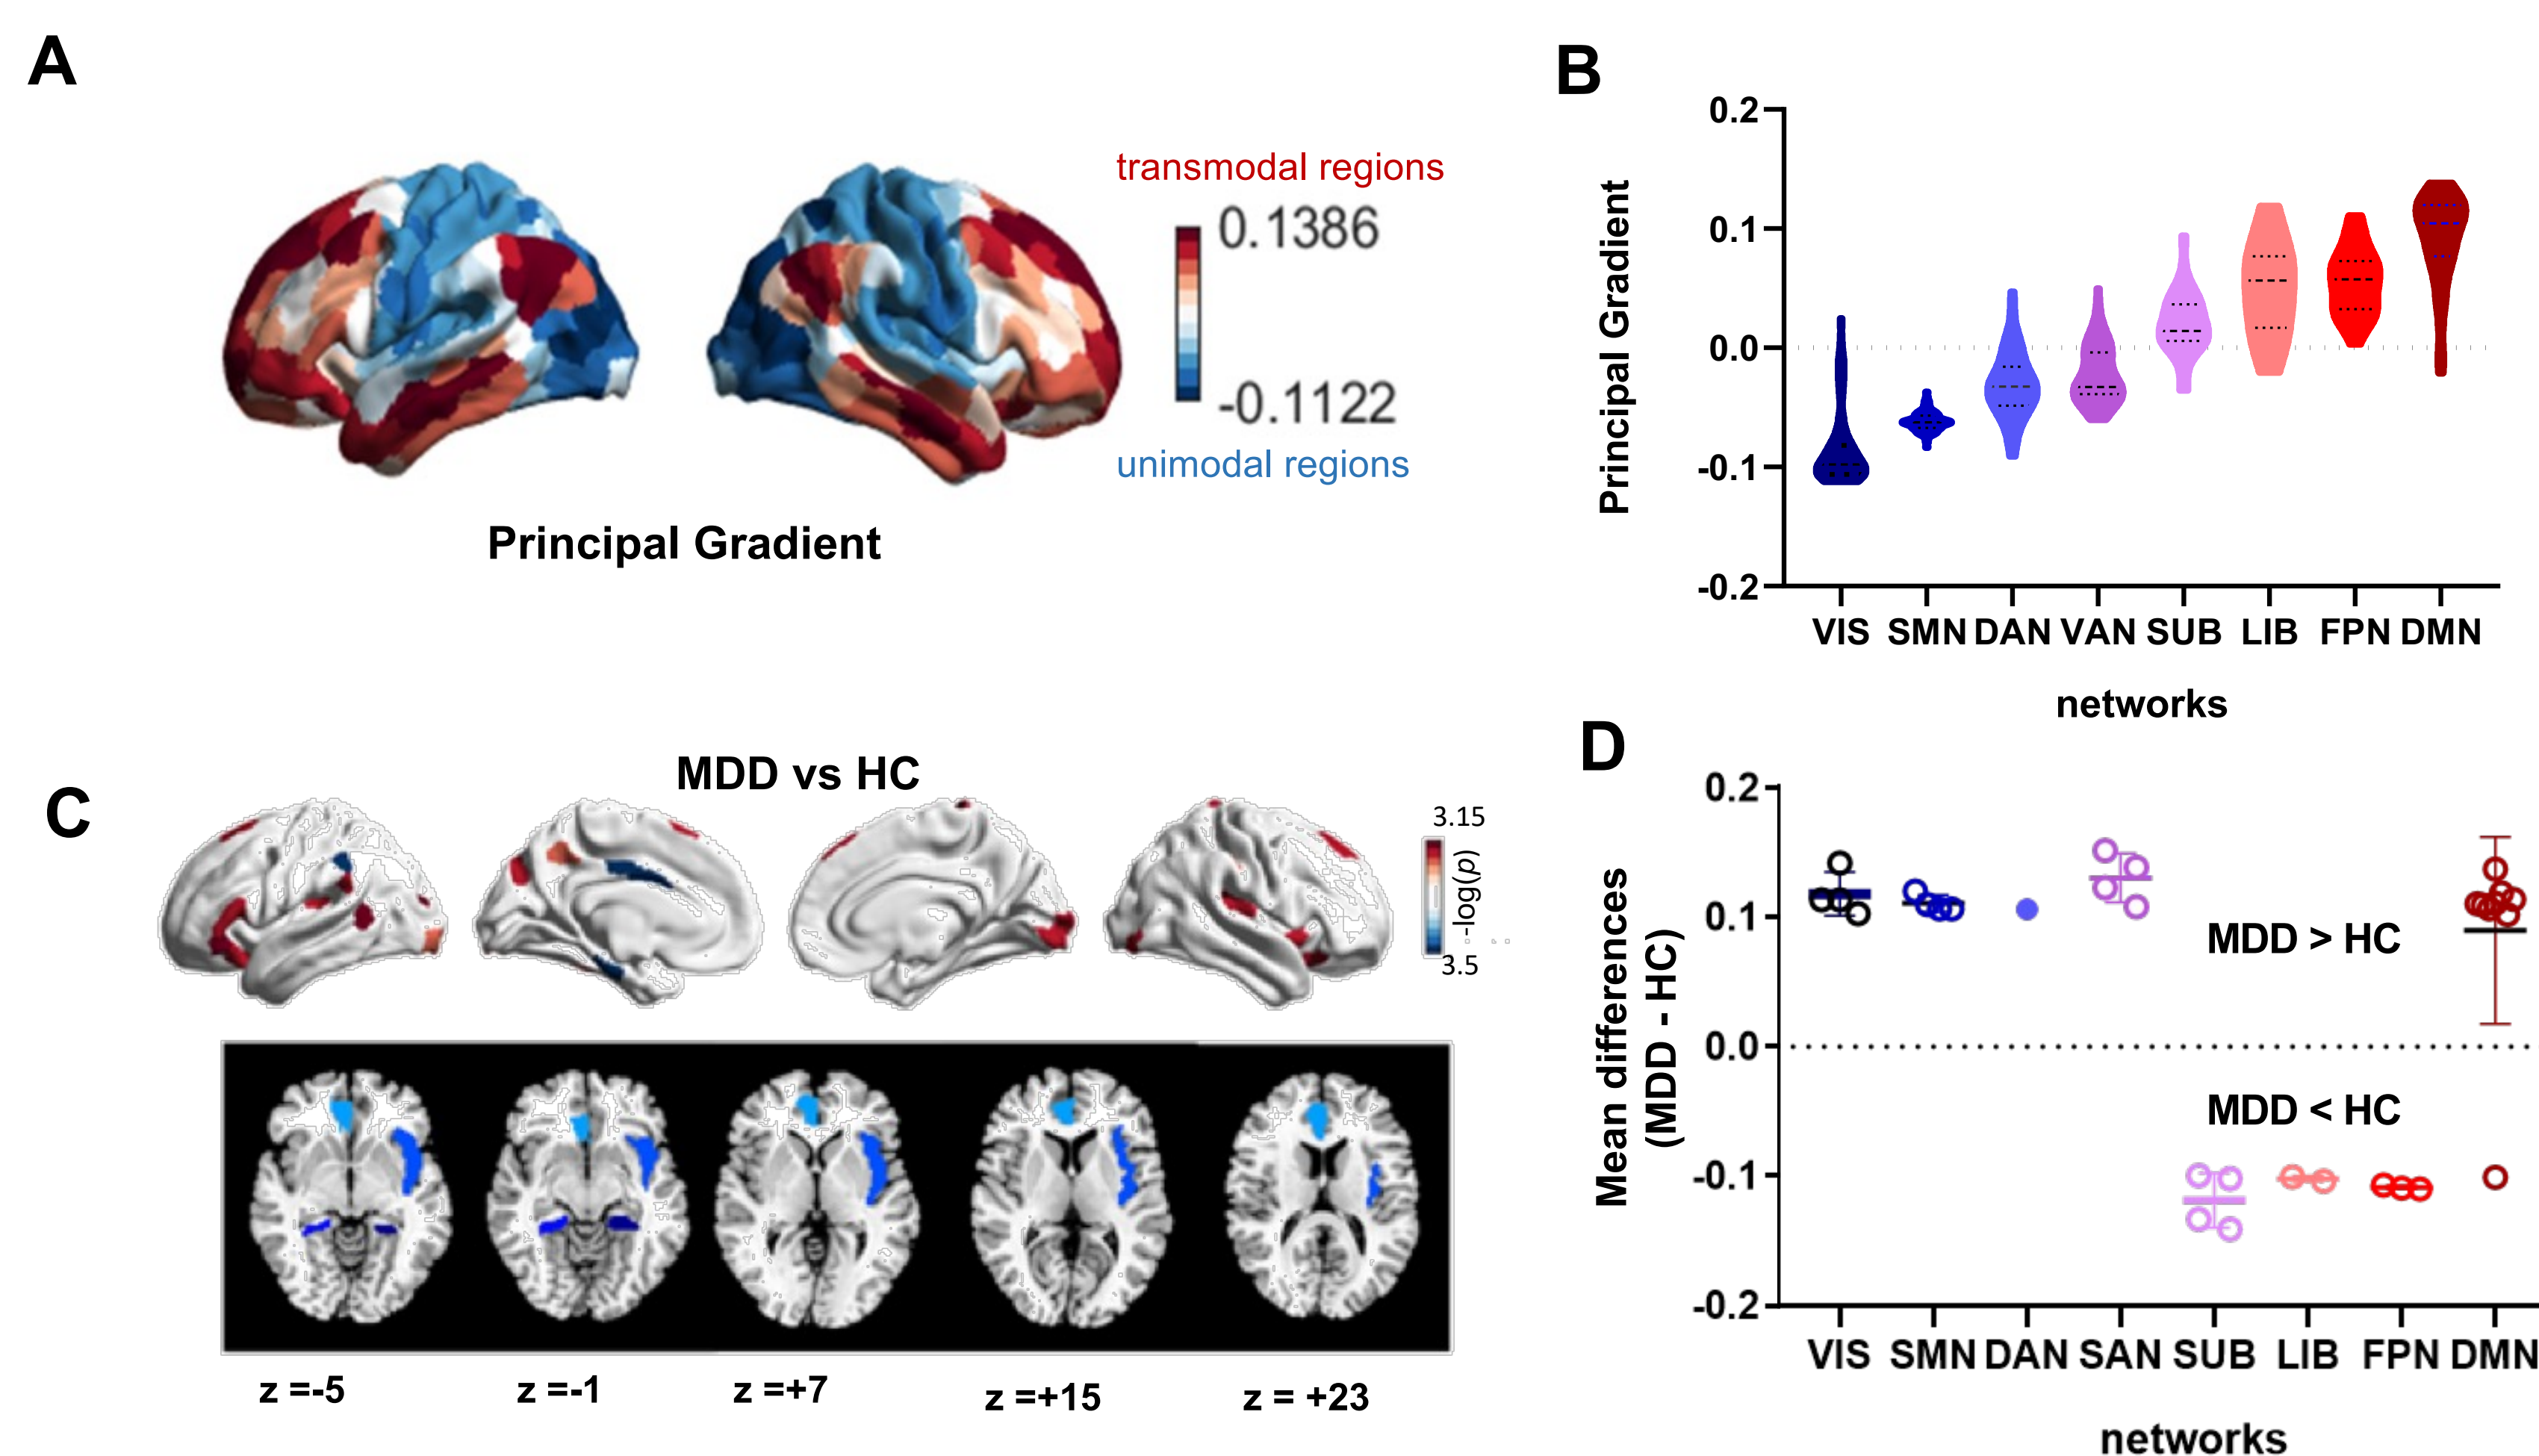 A
transmodal regions
0.1386
-0.1122
unimodal regions
Principal Gradient
B
0.2
0.1
0.0
-0.1
-0.2
Principal Gradient
VIS SMN DAN VAN SUB LIB FPN DMN
networks
C
MDD vs HC
3.15
-log(p)
3.5
z =-5 z =-1 z =+7 z =+15 z = +23
D
0.2
0.1
0.0
-0.1
-0.2
Mean differences
(MDD - HC)
MDD > HC
MDD < HC
VIS SMN DAN SAN SUB LIB FPN DMN
networks